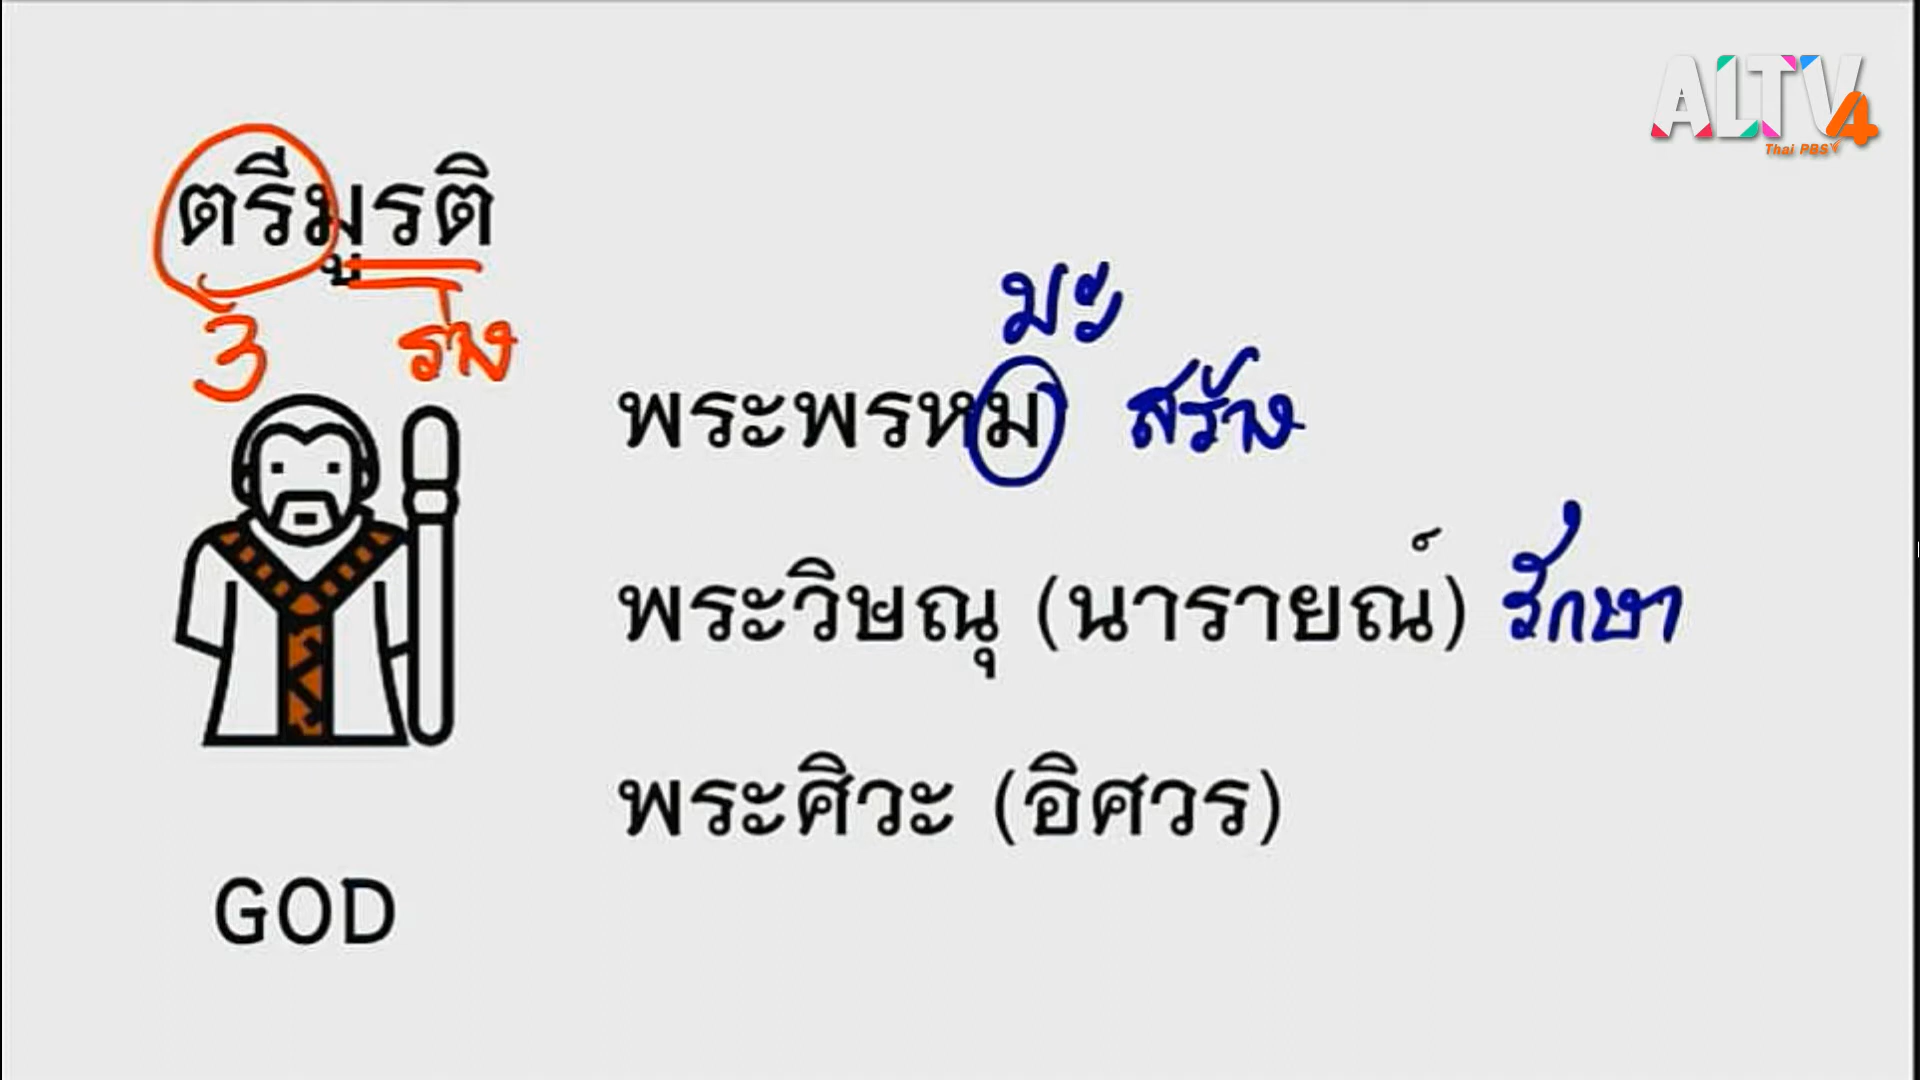 ALTV4
Thai PBS
ตรีมูรติ
3 ร่าง
มะ
พระพรหม สร้าง
พระวิษณุ (นารายณ์) รักษา
พระศิวะ (อิศวร)
GOD